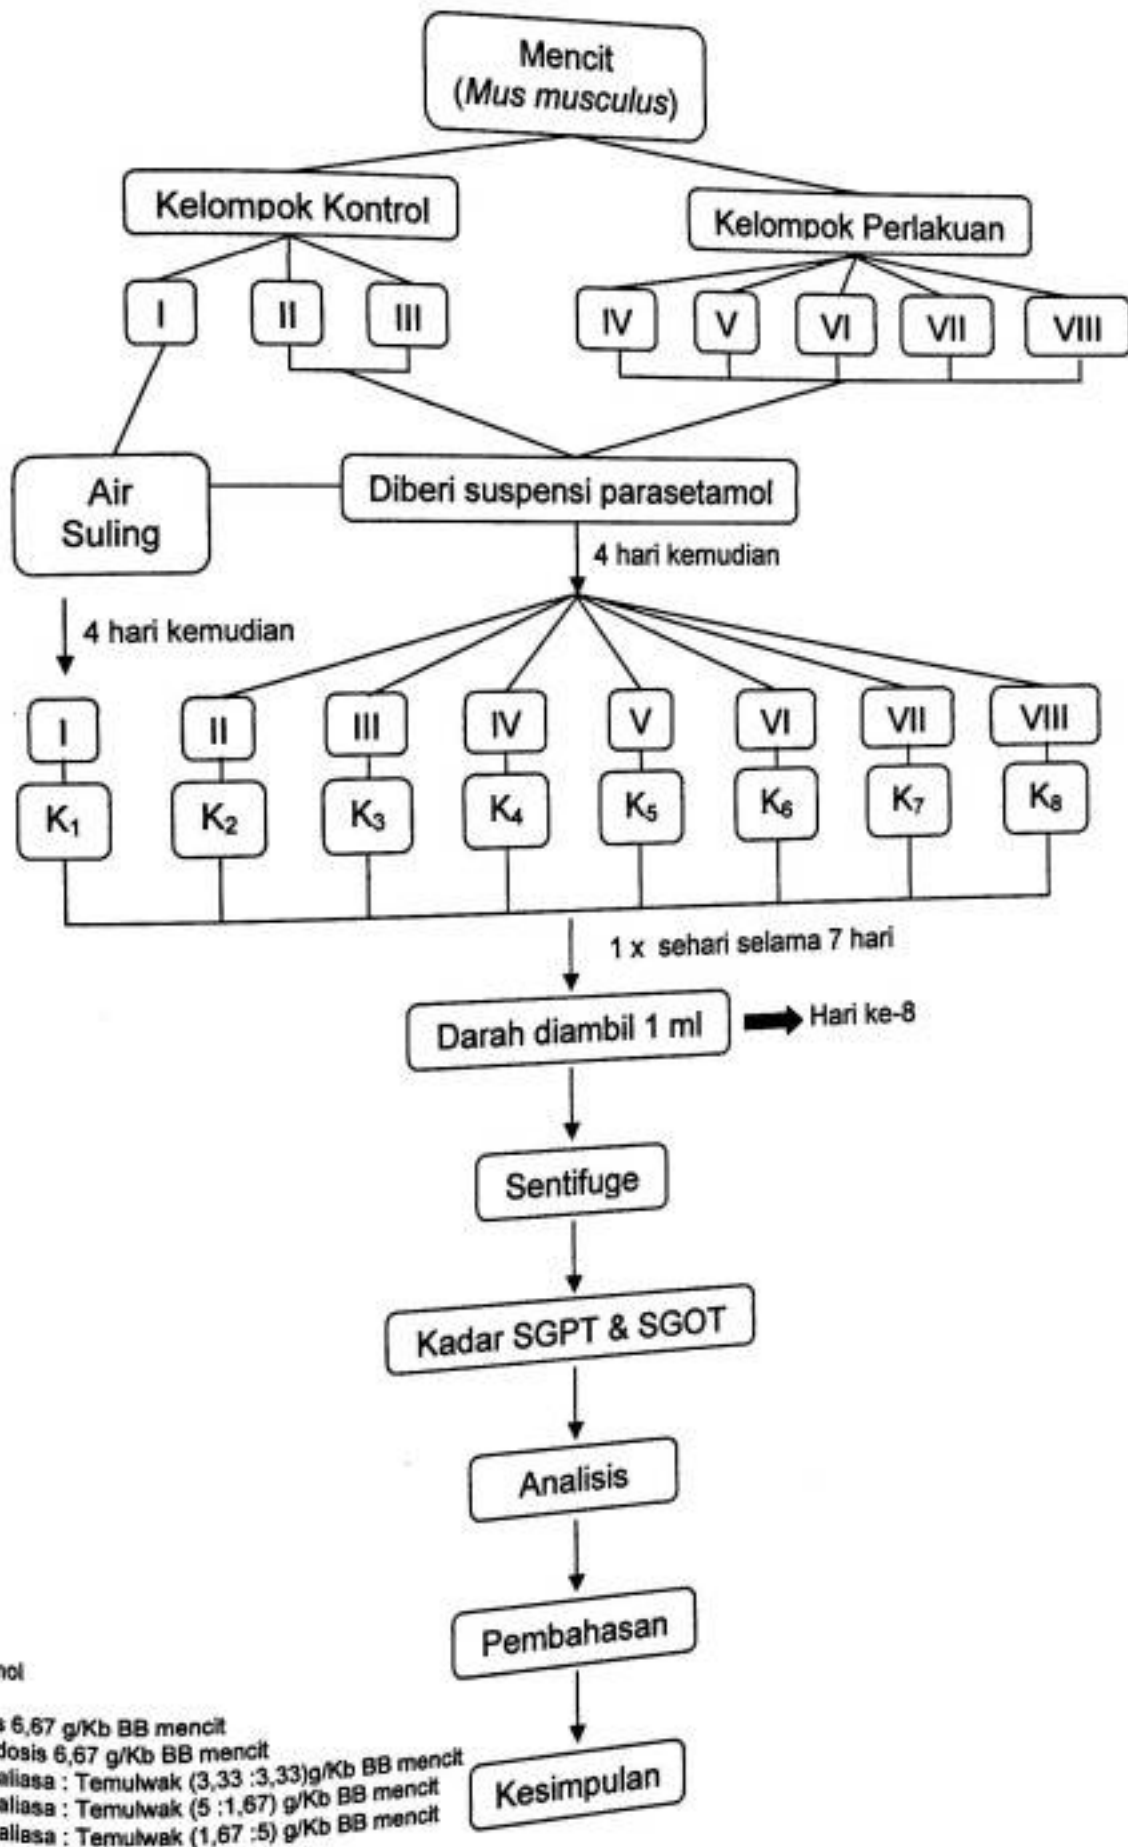 Mencit
(Mus musculus)
Kelompok Kontrol
Kelompok Perlakuan
I
II
III
IV
V
VI
VII
VIII
Air
Suling
Diberi suspensi parasetamol
4 hari kemudian
4 hari kemudian
I
II
III
IV
V
VI
VII
VIII
K₁
K₂
K₃
K₄
K₅
K₆
K₇
K₈
1 x sehari selama 7 hari
Darah diambil 1 ml
Hari ke-8
Sentifuge
Kadar SGPT & SGOT
Analisis
Pembahasan
Kesimpulan
6,67 g/Kb BB mencit
dosis 6,67 g/Kb BB mencit
: Temulwak (3,33 :3,33)g/Kb BB mencit
: Temulwak (5 :1,67) g/Kb BB mencit
: Temulwak (1,67 :5) g/Kb BB mencit